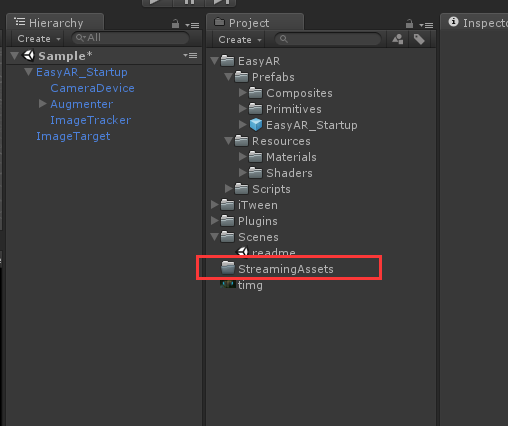 Hierarchy
Create
All
Sample*
EasyAR_Startup
CameraDevice
Augmenter
ImageTracker
ImageTarget
Project
Create
EasyAR
Prefabs
Composites
Primitives
EasyAR_Startup
Resources
Materials
Shaders
Scripts
iTween
Plugins
Scenes
readme
StreamingAssets
timg